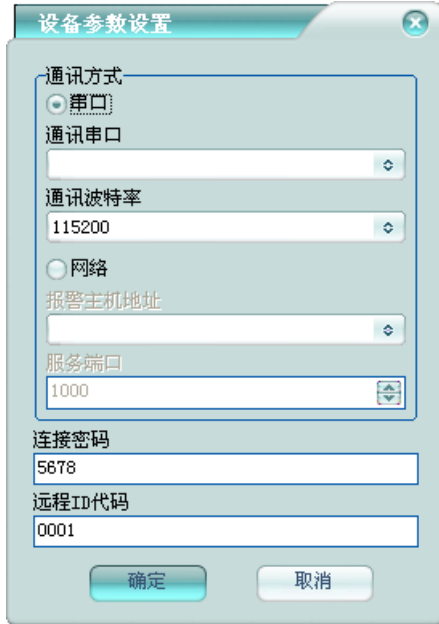 设备参数设置
通讯方式
串口
通讯串口
通讯波特率
115200
网络
报警主机地址
服务端口
1000
连接密码
5678
远程ID代码
0001
确定 取消